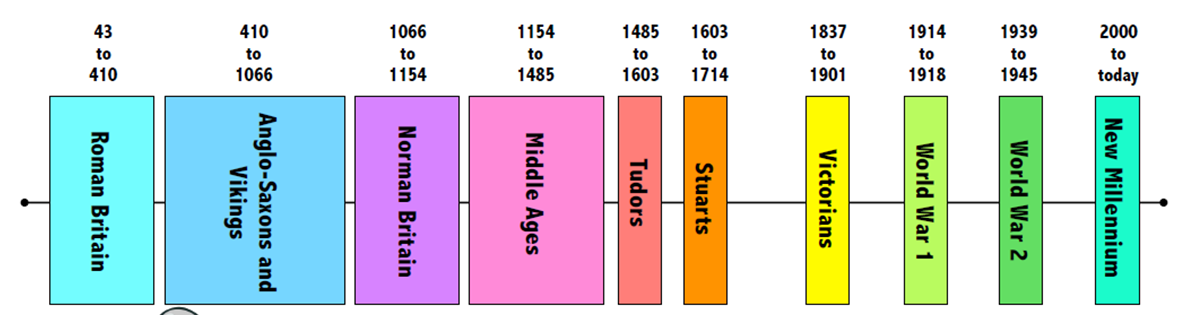 43
to
410
410
to
1066
1066
to
1154
1154
to
1485
1485
to
1603
1603
to
1714
1837
to
1901
1914
to
1918
1939
to
1945
2000
to
today
Roman Britain
Anglo-Saxons and
Vikings
Norman Britain
Middle Ages
Tudors
Stuarts
Victorians
World War 1
World War 2
New Millennium